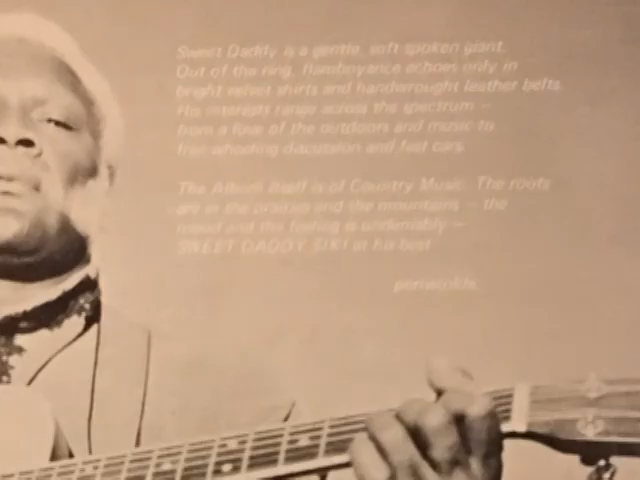 Sweet Daddy is a gentle, soft spoken giant.
Out of the ring, flamboyance echoes only in
bright velvet shirts and handwrought leather belts.
His interests range across the spectrum —
from a love of the outdoors and music to
free wheeling discussion and fast cars.
The Album itself is of Country Music. The roots
are in the prairies and the mountains — the
and the feeling is undeniably —
SWEET DADDY SIKI at his best.